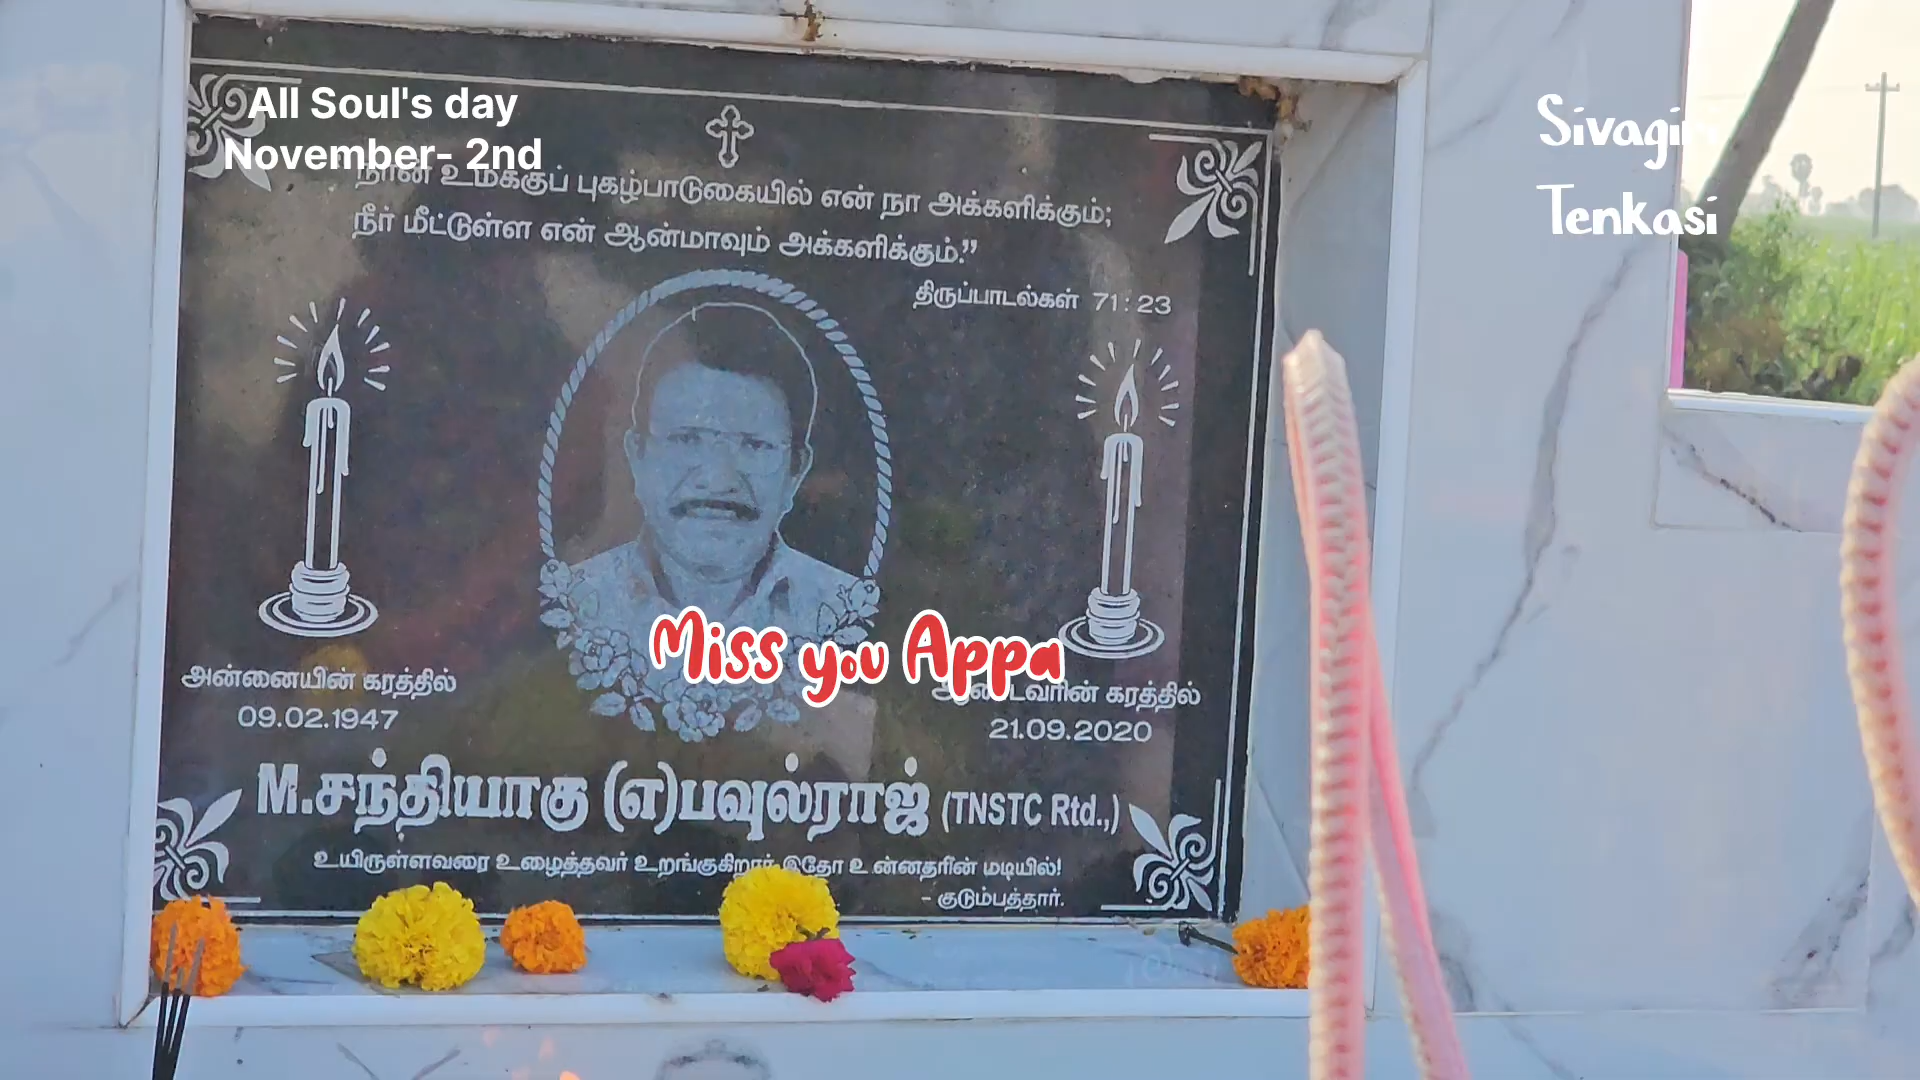 All Soul's day
November- 2nd
Sivagiri
Tenkasi
"நான் உமக்குப் புகழ்பாடுகையில் என் நா அக்களிக்கும்;
நீர் மீட்டுள்ள என் ஆன்மாவும் அக்களிக்கும்."
திருப்பாடல்கள் 71:23
Miss you Appa
அன்னையின் கரத்தில்
09.02.1947
கரத்தில்
21.09.2020
M.சந்தியாகு (எ)பவுல்ராஜ் (TNSTC Rtd.,)
உயிருள்ளவரை உழைத்தவர் உறங்குகிறார் இதோ உன்னதரின் மடியில்!
- குடும்பத்தார்.